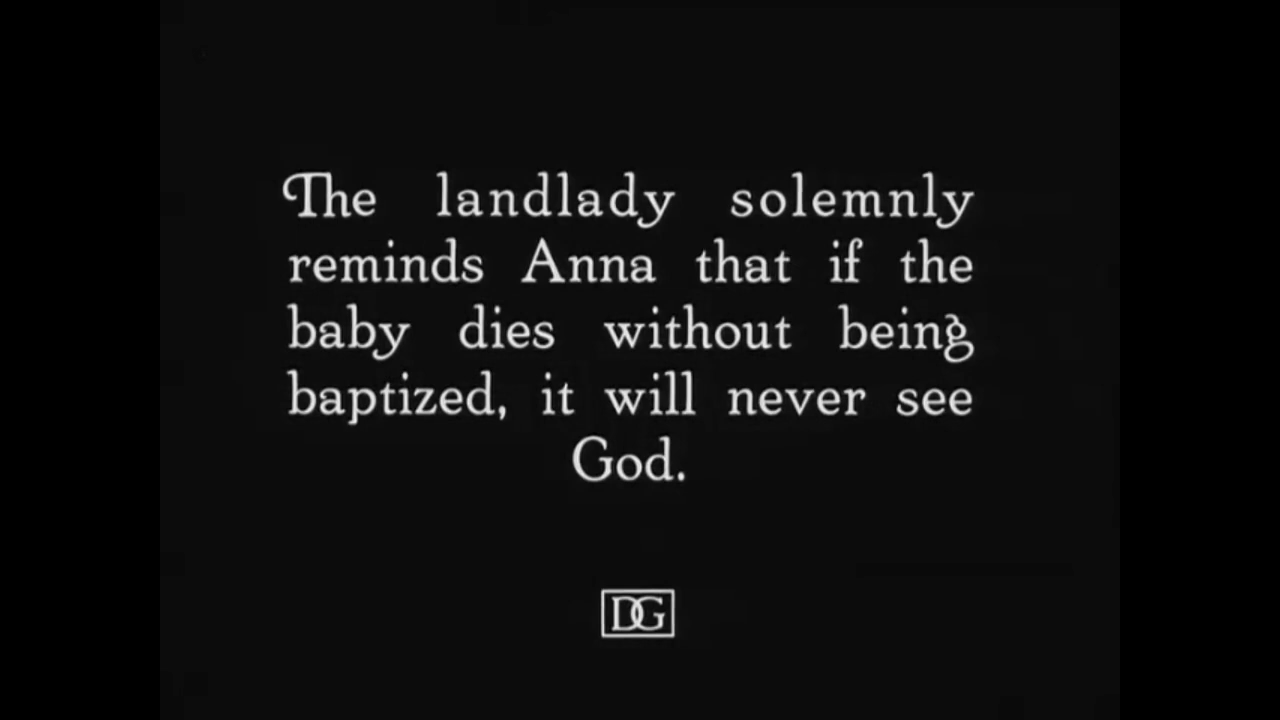 The landlady solemnly
reminds Anna that if the
baby dies without being
baptized, it will never see
God.
DG